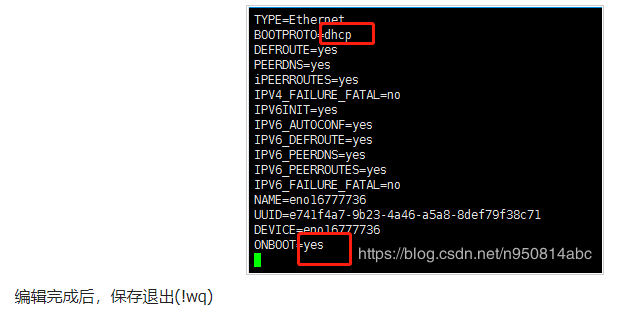 TYPE=Ethernet
BOOTPROTO=dhcp
DEFROUTE=yes
PEERDNS=yes
iPEERROUTES=yes
IPV4_FAILURE_FATAL=no
IPV6INIT=yes
IPV6_AUTOCONF=yes
IPV6_DEFROUTE=yes
IPV6_PEERDNS=yes
IPV6_PEERROUTES=yes
IPV6_FAILURE_FATAL=no
NAME=eno16777736
UUID=e741f4a7-9b23-4a46-a5a8-8def79f38c71
DEVICE=eno16777736
ONBOOT=yes
https://blog.csdn.net/n950814abc
编辑完成后，保存退出(!wq)